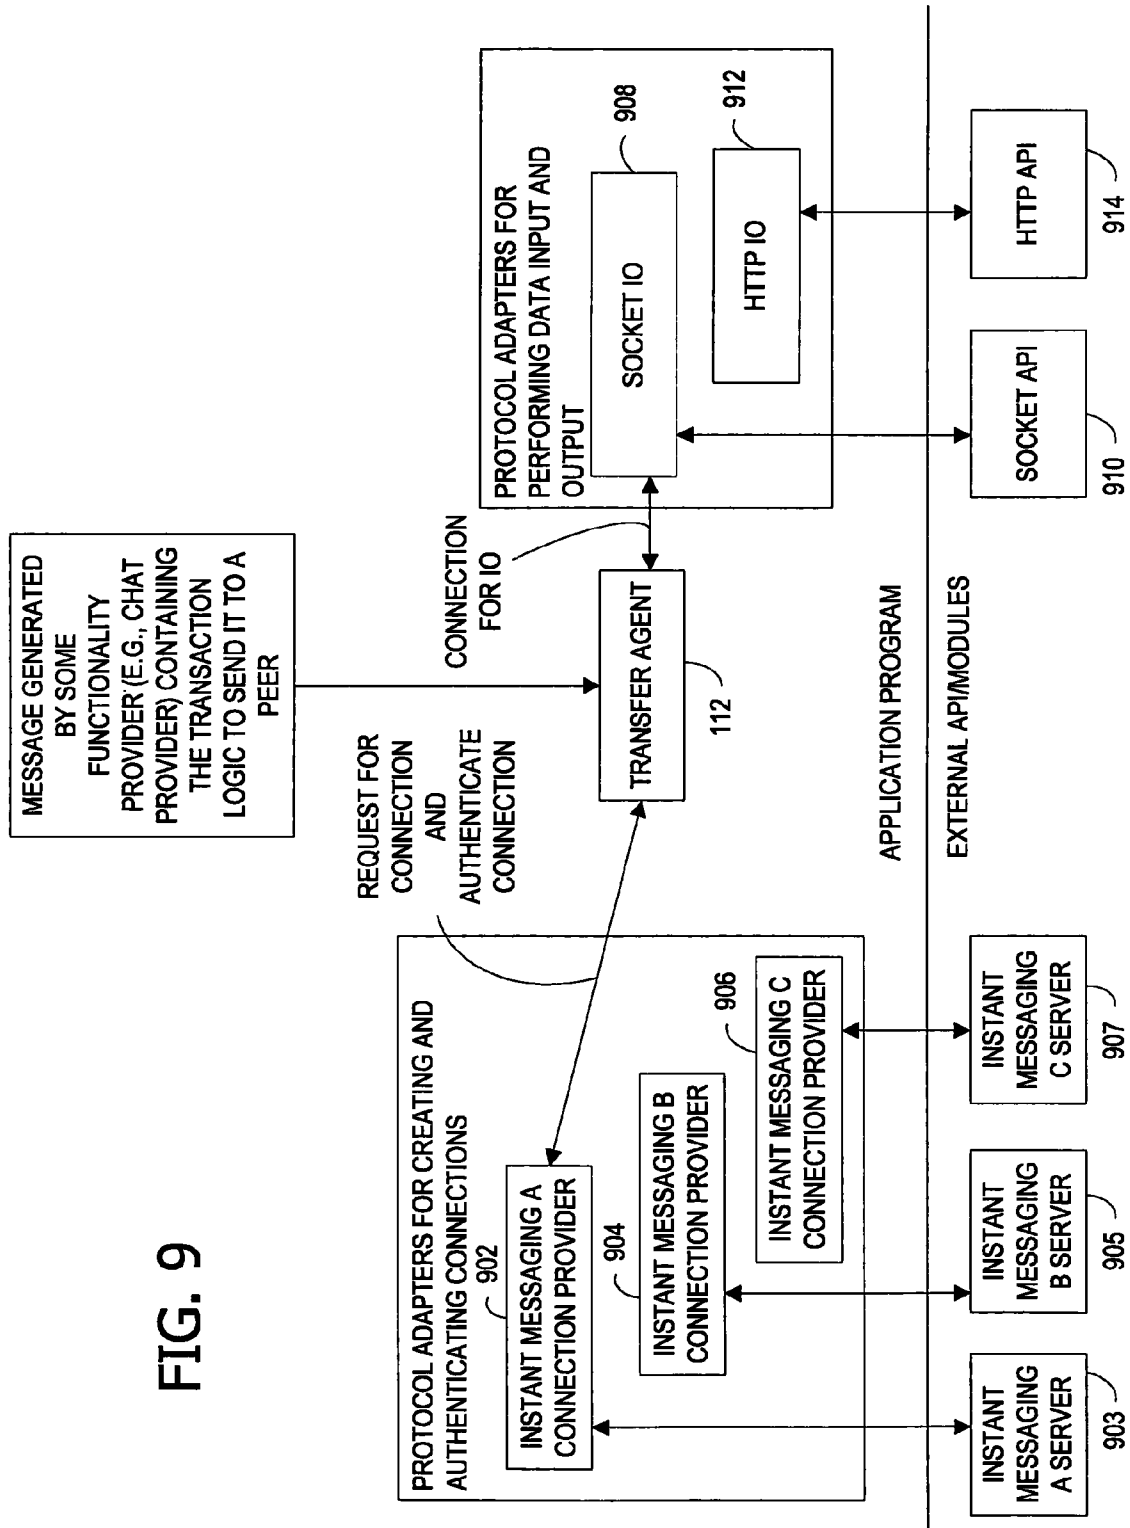 FIG. 9
MESSAGE GENERATED
BY SOME
FUNCTIONALITY
PROVIDER (E.G., CHAT
PROVIDER) CONTAINING
THE TRANSACTION
LOGIC TO SEND IT TO A
PEER
PROTOCOL ADAPTERS FOR CREATING AND
AUTHENTICATING CONNECTIONS
902
INSTANT MESSAGING A
CONNECTION PROVIDER
904
INSTANT MESSAGING B
CONNECTION PROVIDER
906
INSTANT MESSAGING C
CONNECTION PROVIDER
REQUEST FOR
CONNECTION
AND
AUTHENTICATE
CONNECTION
TRANSFER AGENT
112
CONNECTION
FOR IO
PROTOCOL ADAPTERS FOR
PERFORMING DATA INPUT AND
OUTPUT
SOCKET IO
908
HTTP IO
912
APPLICATION PROGRAM
EXTERNAL API/MODULES
INSTANT
MESSAGING
A SERVER
903
INSTANT
MESSAGING
B SERVER
905
INSTANT
MESSAGING
C SERVER
907
SOCKET API
910
HTTP API
914